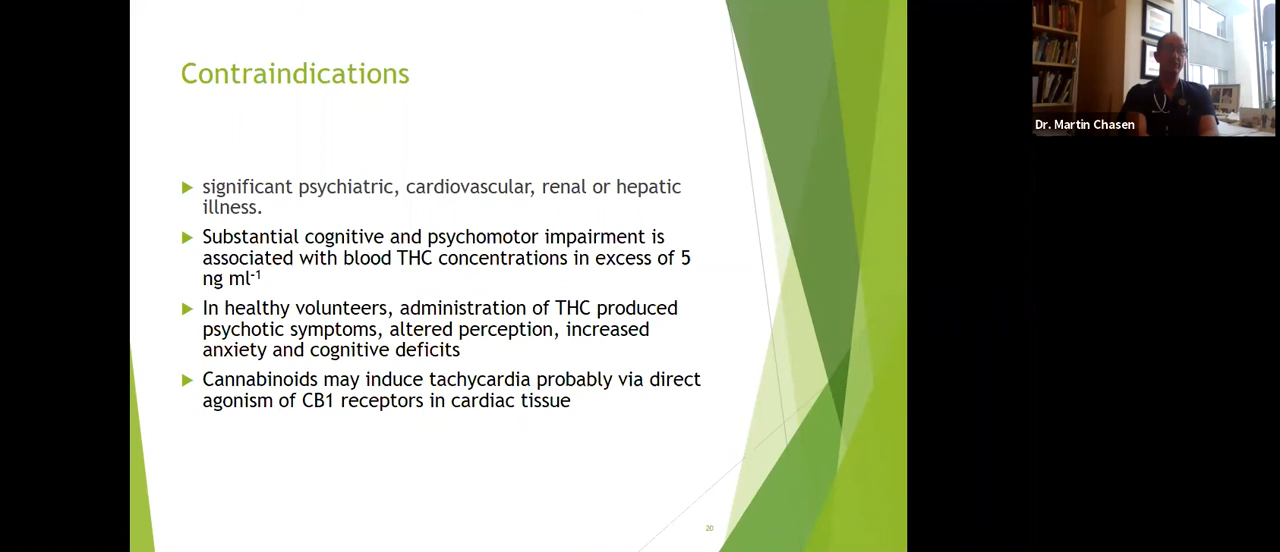 Contraindications
significant psychiatric, cardiovascular, renal or hepatic
illness.
Substantial cognitive and psychomotor impairment is
associated with blood THC concentrations in excess of 5
ng ml-1
In healthy volunteers, administration of THC produced
psychotic symptoms, altered perception, increased
anxiety and cognitive deficits
Cannabinoids may induce tachycardia probably via direct
agonism of CB1 receptors in cardiac tissue
20
Dr. Martin Chasen